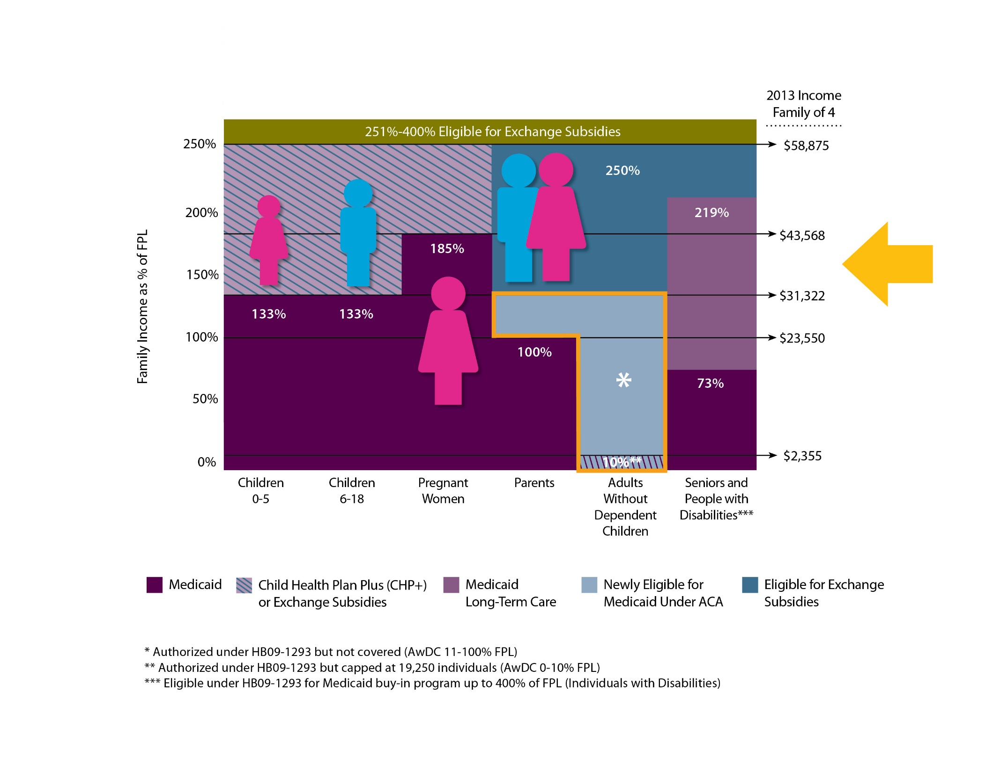 2013 Income
Family of 4
251%-400% Eligible for Exchange Subsidies
250%
$58,875
250%
200%
219%
$43,568
185%
150%
Family Income as % of FPL
$31,322
133%
133%
100%
$23,550
100%
*
73%
50%
$2,355
0%
10%**
Children
0-5
Children
6-18
Pregnant
Women
Parents
Adults
Without
Dependent
Children
Seniors and
People with
Disabilities***
Medicaid
Child Health Plan Plus (CHP+)
or Exchange Subsidies
Medicaid
Long-Term Care
Newly Eligible for
Medicaid Under ACA
Eligible for Exchange
Subsidies
* Authorized under HB09-1293 but not covered (AwDC 11-100% FPL)
** Authorized under HB09-1293 but capped at 19,250 individuals (AwDC 0-10% FPL)
*** Eligible under HB09-1293 for Medicaid buy-in program up to 400% of FPL (Individuals with Disabilities)